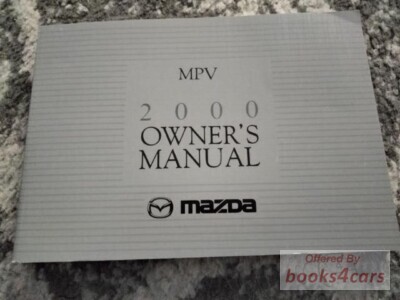 MPV
2000
OWNER'S
MANUAL
mazda
Offered By
books4cars